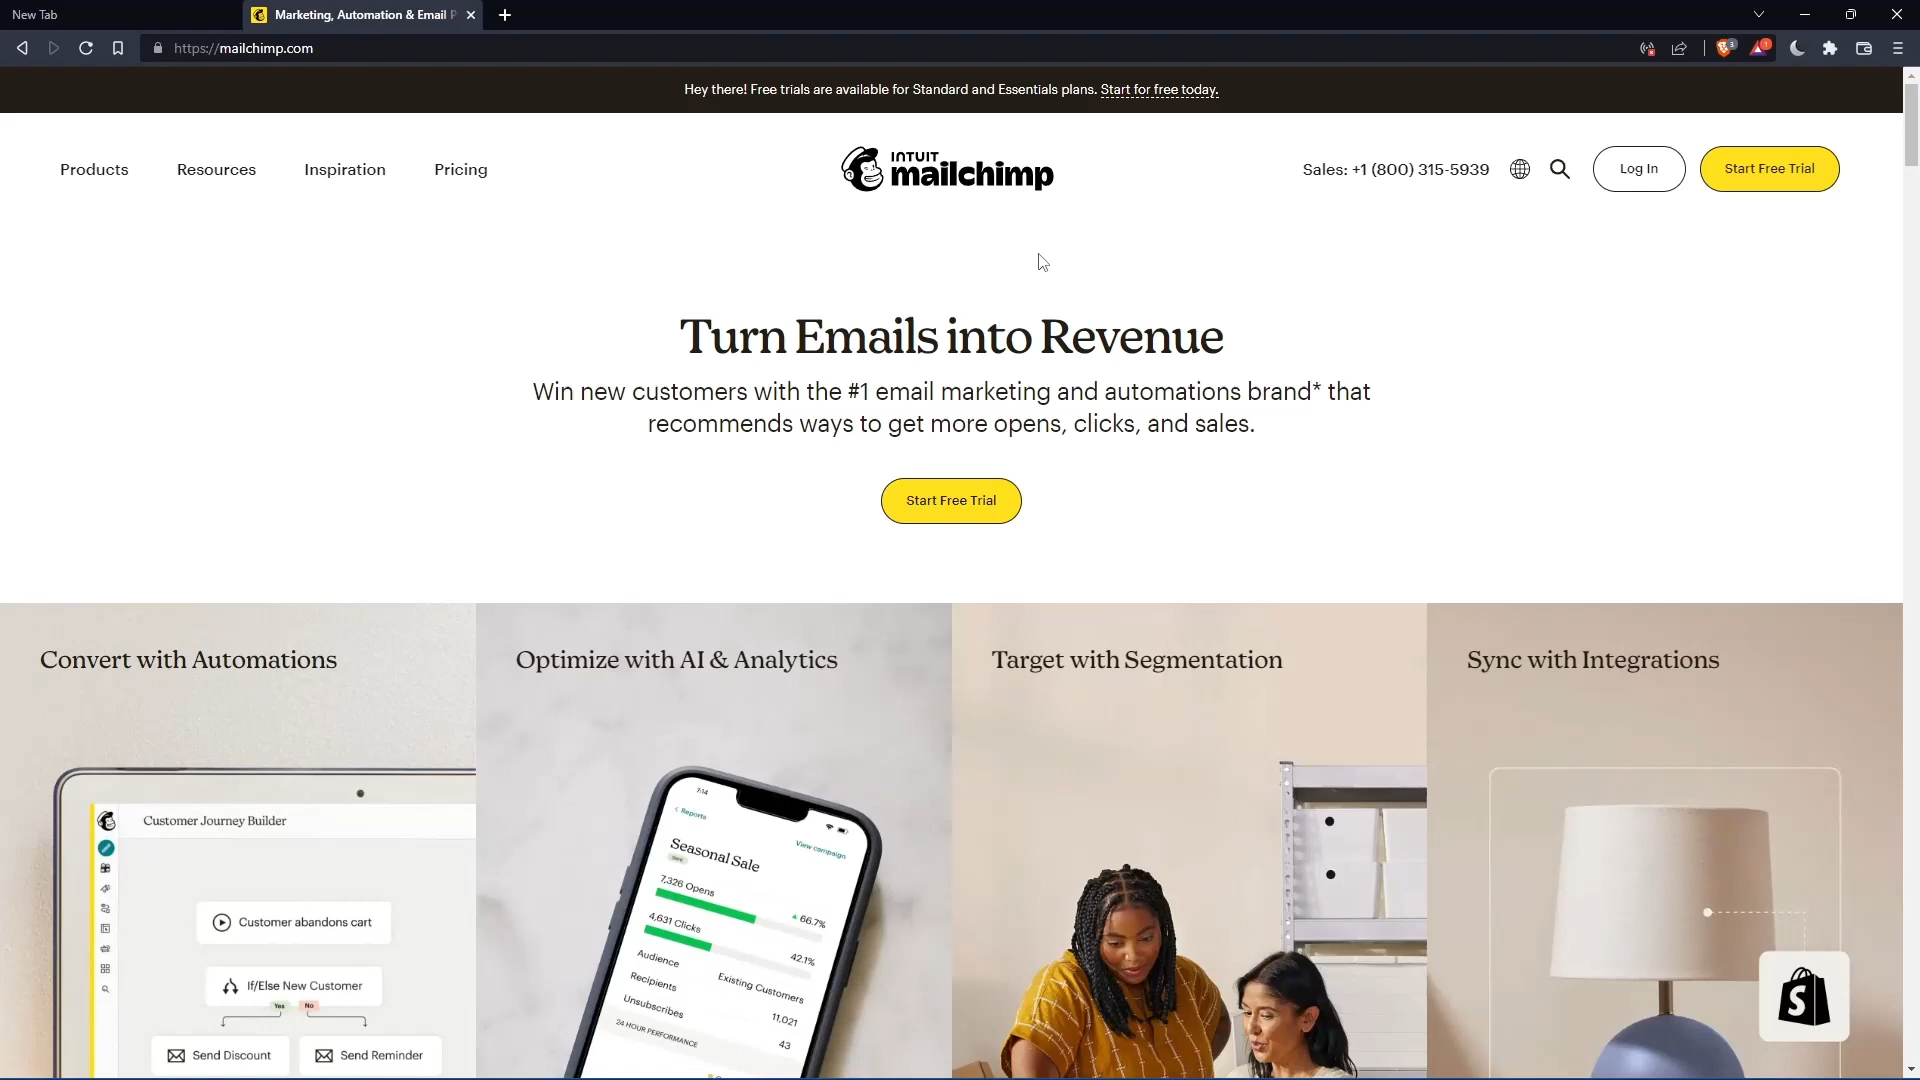 New Tab
Marketing, Automation & Email P
https://mailchimp.com
3
1
Hey there! Free trials are available for Standard and Essentials plans. Start for free today.
Products
Resources
Inspiration
Pricing
INTUIT
mailchimp
Sales: +1 (800) 315-5939
Log In
Start Free Trial
Turn Emails into Revenue
Win new customers with the #1 email marketing and automations brand* that
recommends ways to get more opens, clicks, and sales.
Start Free Trial
Convert with Automations
Customer Journey Builder
Customer abandons cart
If/Else New Customer
Yes
No
Send Discount
Send Reminder
Optimize with AI & Analytics
7:14
Reports
View campaign
Seasonal Sale
Sent
7,326 Opens
66.7%
4,631 Clicks
42.1%
Audience
Existing Customers
Recipients
11,021
Unsubscribes
43
24 HOUR PERFORMANCE
Target with Segmentation
Sync with Integrations
S